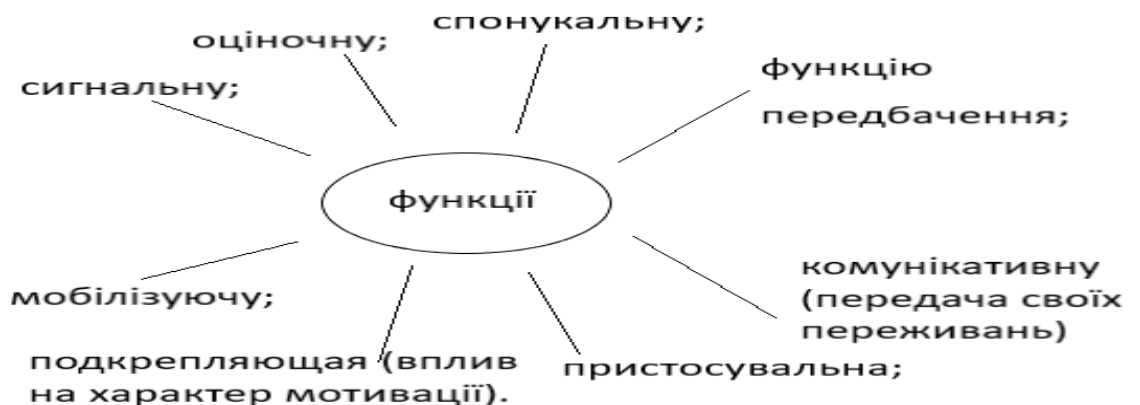 спонукальну;
оціночну;
сигнальну;
функцію
передбачення;
функції
мобілізуючу;
комунікативну
(передача своїх
переживань)
подкрепляющая (вплив
на характер мотивації).
пристосувальна;